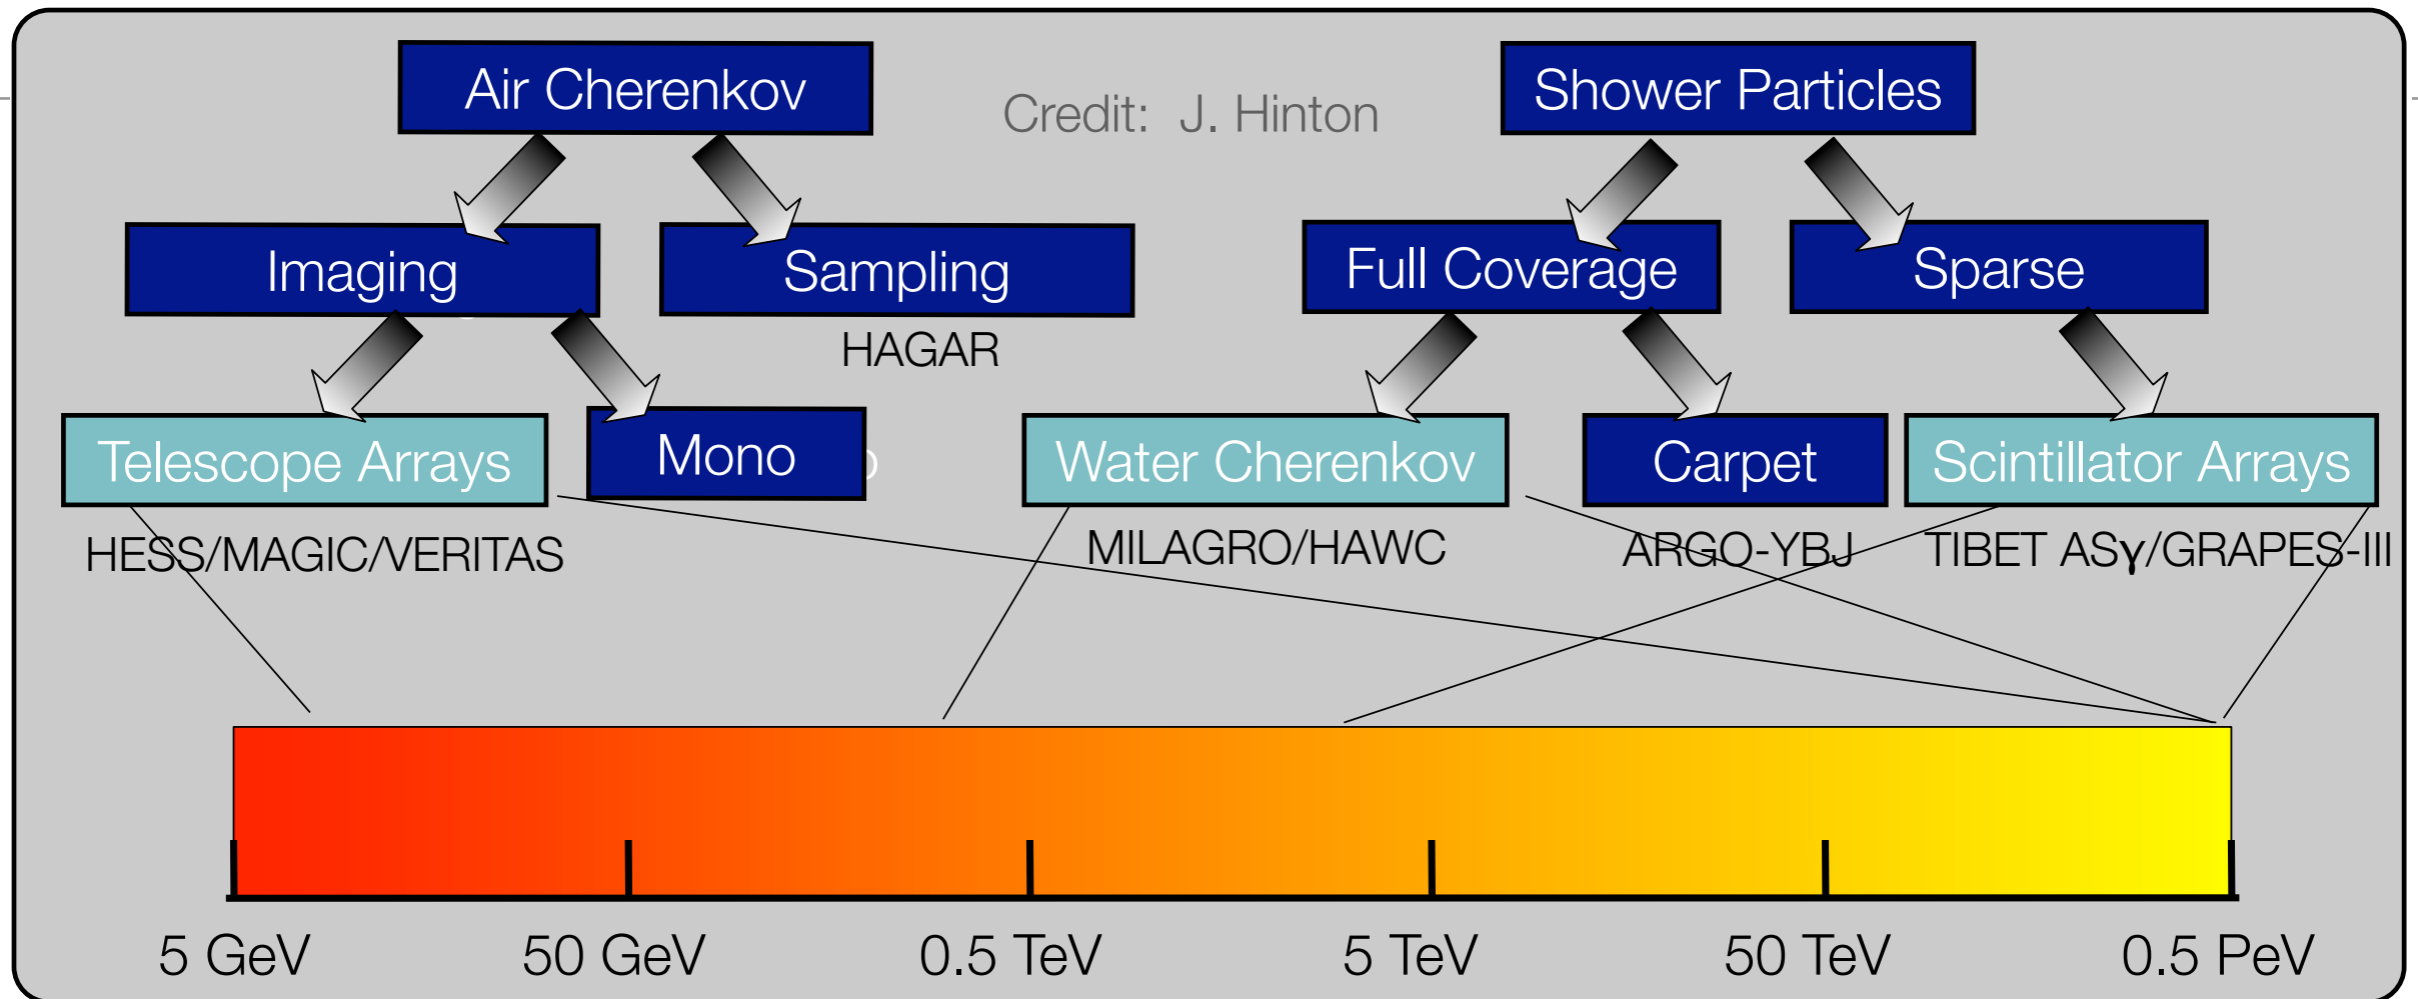 Air Cherenkov
Credit: J. Hinton
Shower Particles
Imaging
Sampling
Full Coverage
Sparse
HAGAR
Telescope Arrays
Mono
Water Cherenkov
Carpet
Scintillator Arrays
HESS/MAGIC/VERITAS
MILAGRO/HAWC
ARGO-YBJ
TIBET ASγ/GRAPES-III
5 GeV
50 GeV
0.5 TeV
5 TeV
50 TeV
0.5 PeV